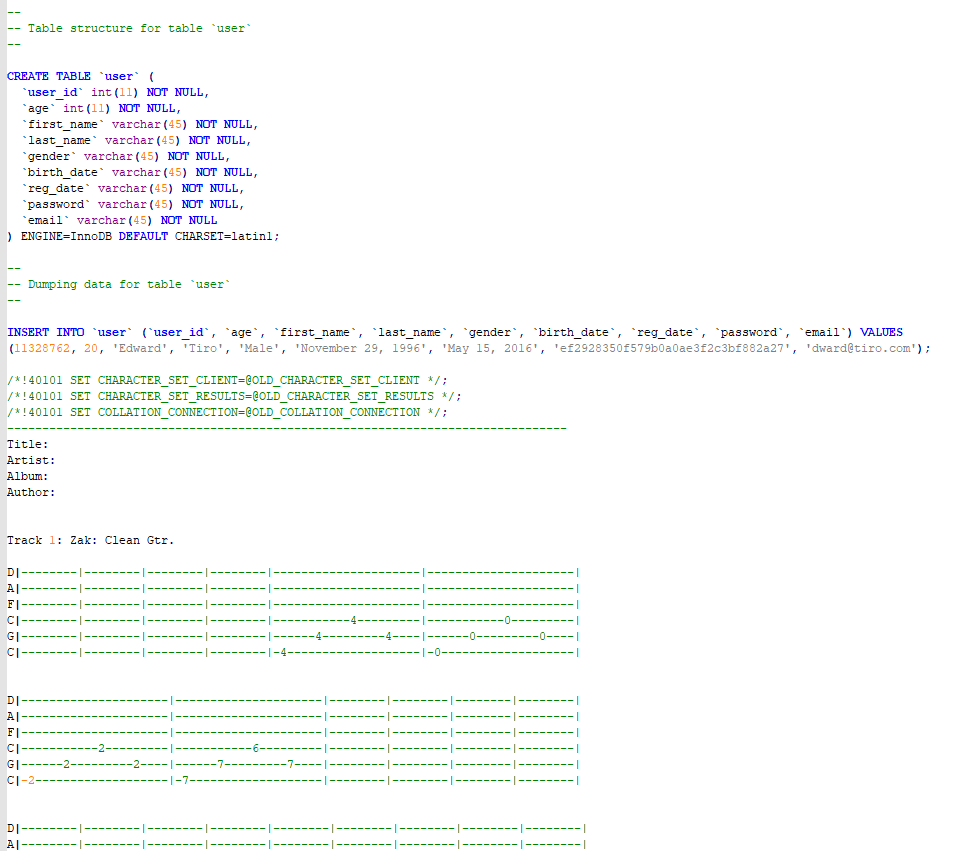 --
-- Table structure for table `user`
--
CREATE TABLE `user` (
  `user_id` int(11) NOT NULL,
  `age` int(11) NOT NULL,
  `first_name` varchar(45) NOT NULL,
  `last_name` varchar(45) NOT NULL,
  `gender` varchar(45) NOT NULL,
  `birth_date` varchar(45) NOT NULL,
  `reg_date` varchar(45) NOT NULL,
  `password` varchar(45) NOT NULL,
  `email` varchar(45) NOT NULL
) ENGINE=InnoDB DEFAULT CHARSET=latin1;
--
-- Dumping data for table `user`
--
INSERT INTO `user` (`user_id`, `age`, `first_name`, `last_name`, `gender`, `birth_date`, `reg_date`, `password`, `email`) VALUES
(11328762, 20, 'Edward', 'Tiro', 'Male', 'November 29, 1996', 'May 15, 2016', 'ef2928350f579b0a0ae3f2c3bf882a27', 'dward@tiro.com');
/*!40101 SET CHARACTER_SET_CLIENT=@OLD_CHARACTER_SET_CLIENT */;
/*!40101 SET CHARACTER_SET_RESULTS=@OLD_CHARACTER_SET_RESULTS */;
/*!40101 SET COLLATION_CONNECTION=@OLD_COLLATION_CONNECTION */;
--------------------------------------------------------------------------------
Title:
Artist:
Album:
Author:
Track 1: Zak: Clean Gtr.
D|--------|--------|--------|--------|---------------------|---------------------|
A|--------|--------|--------|--------|---------------------|---------------------|
F|--------|--------|--------|--------|---------------------|---------------------|
C|--------|--------|--------|--------|-----------4---------|-----------0---------|
G|--------|--------|--------|--------|------4---------4----|------0---------0----|
C|--------|--------|--------|--------|-4-------------------|-0-------------------|
D|---------------------|---------------------|--------|--------|--------|--------|
A|---------------------|---------------------|--------|--------|--------|--------|
F|---------------------|---------------------|--------|--------|--------|--------|
C|-----------2---------|-----------6---------|--------|--------|--------|--------|
G|------2---------2----|------7---------7----|--------|--------|--------|--------|
C|-2-------------------|-7-------------------|--------|--------|--------|--------|
D|--------|--------|--------|--------|--------|--------|--------|--------|--------|
A|--------|--------|--------|--------|--------|--------|--------|--------|--------|